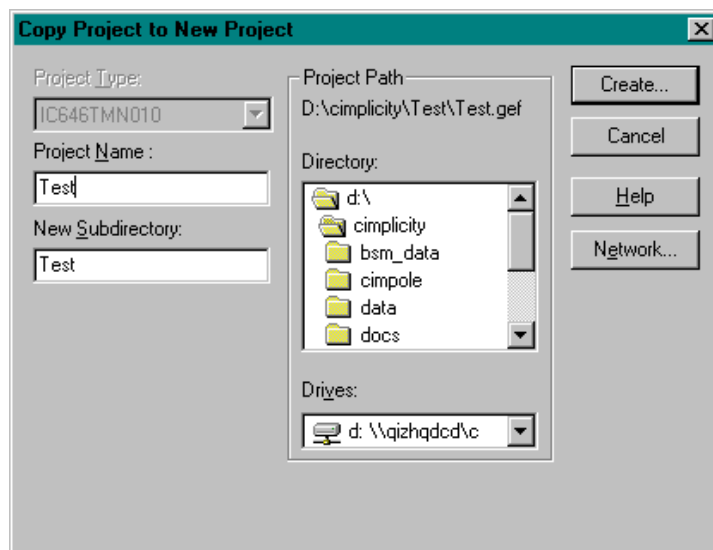 Copy Project to New Project
Project Type:
IC646TMN010
Project Name :
Test
New Subdirectory:
Test
Project Path
D:\cimplicity\Test\Test.gef
Directory:
d:\
cimplicity
bsm_data
cimpole
data
docs
Drives:
d: \\qizhqdcd\c
Create...
Cancel
Help
Network...